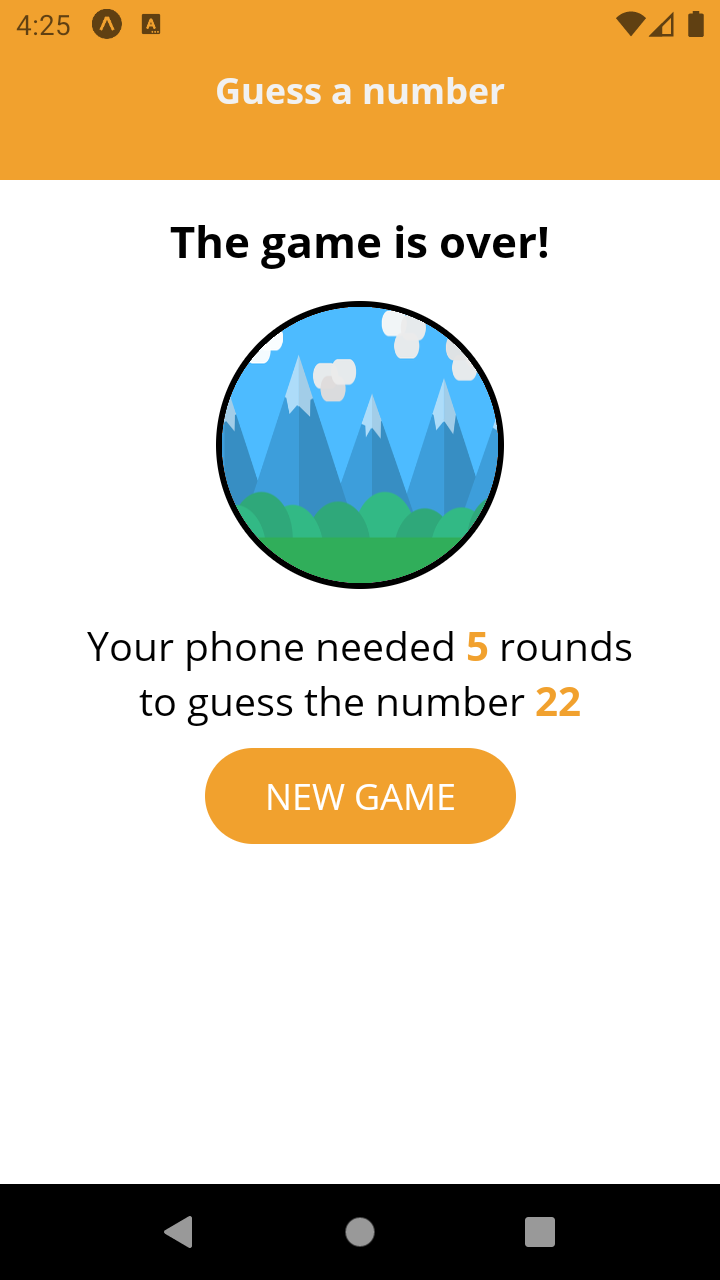 4:25
Guess a number
The game is over!
Your phone needed 5 rounds
to guess the number 22
NEW GAME